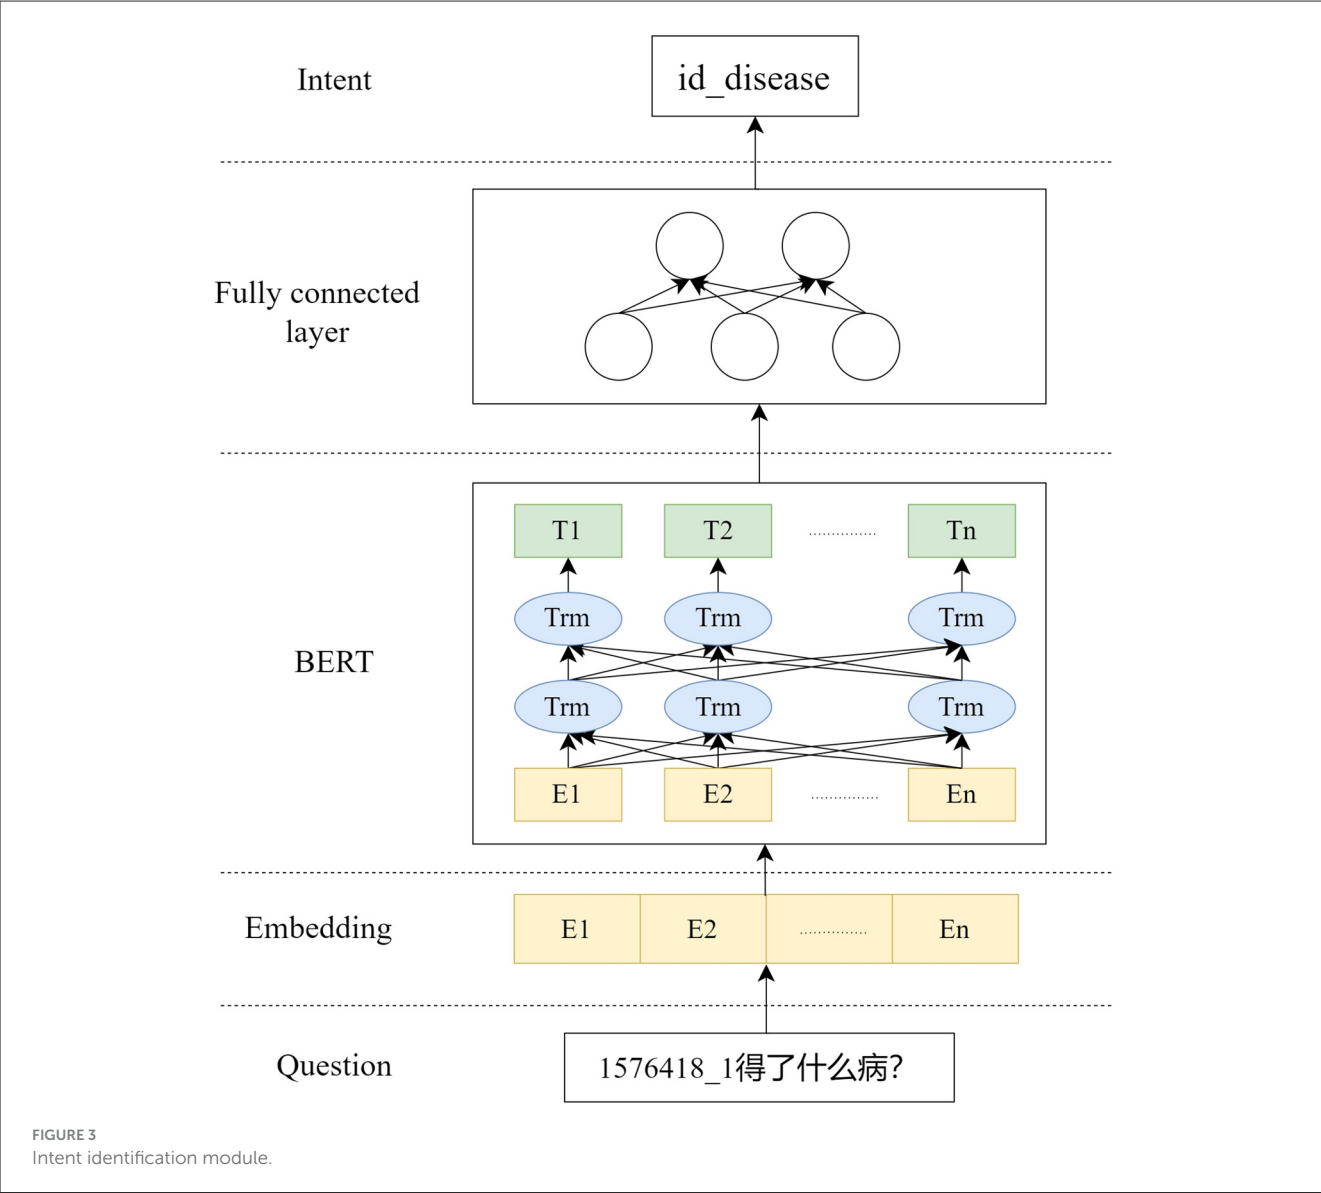 Intent
id_disease
Fully connected
layer
BERT
T1 T2 .............. Tn
Trm Trm Trm
Trm Trm Trm
E1 E2 .............. En
Embedding
E1 E2 .............. En
Question
1576418_1得了什么病?
FIGURE 3
Intent identification module.